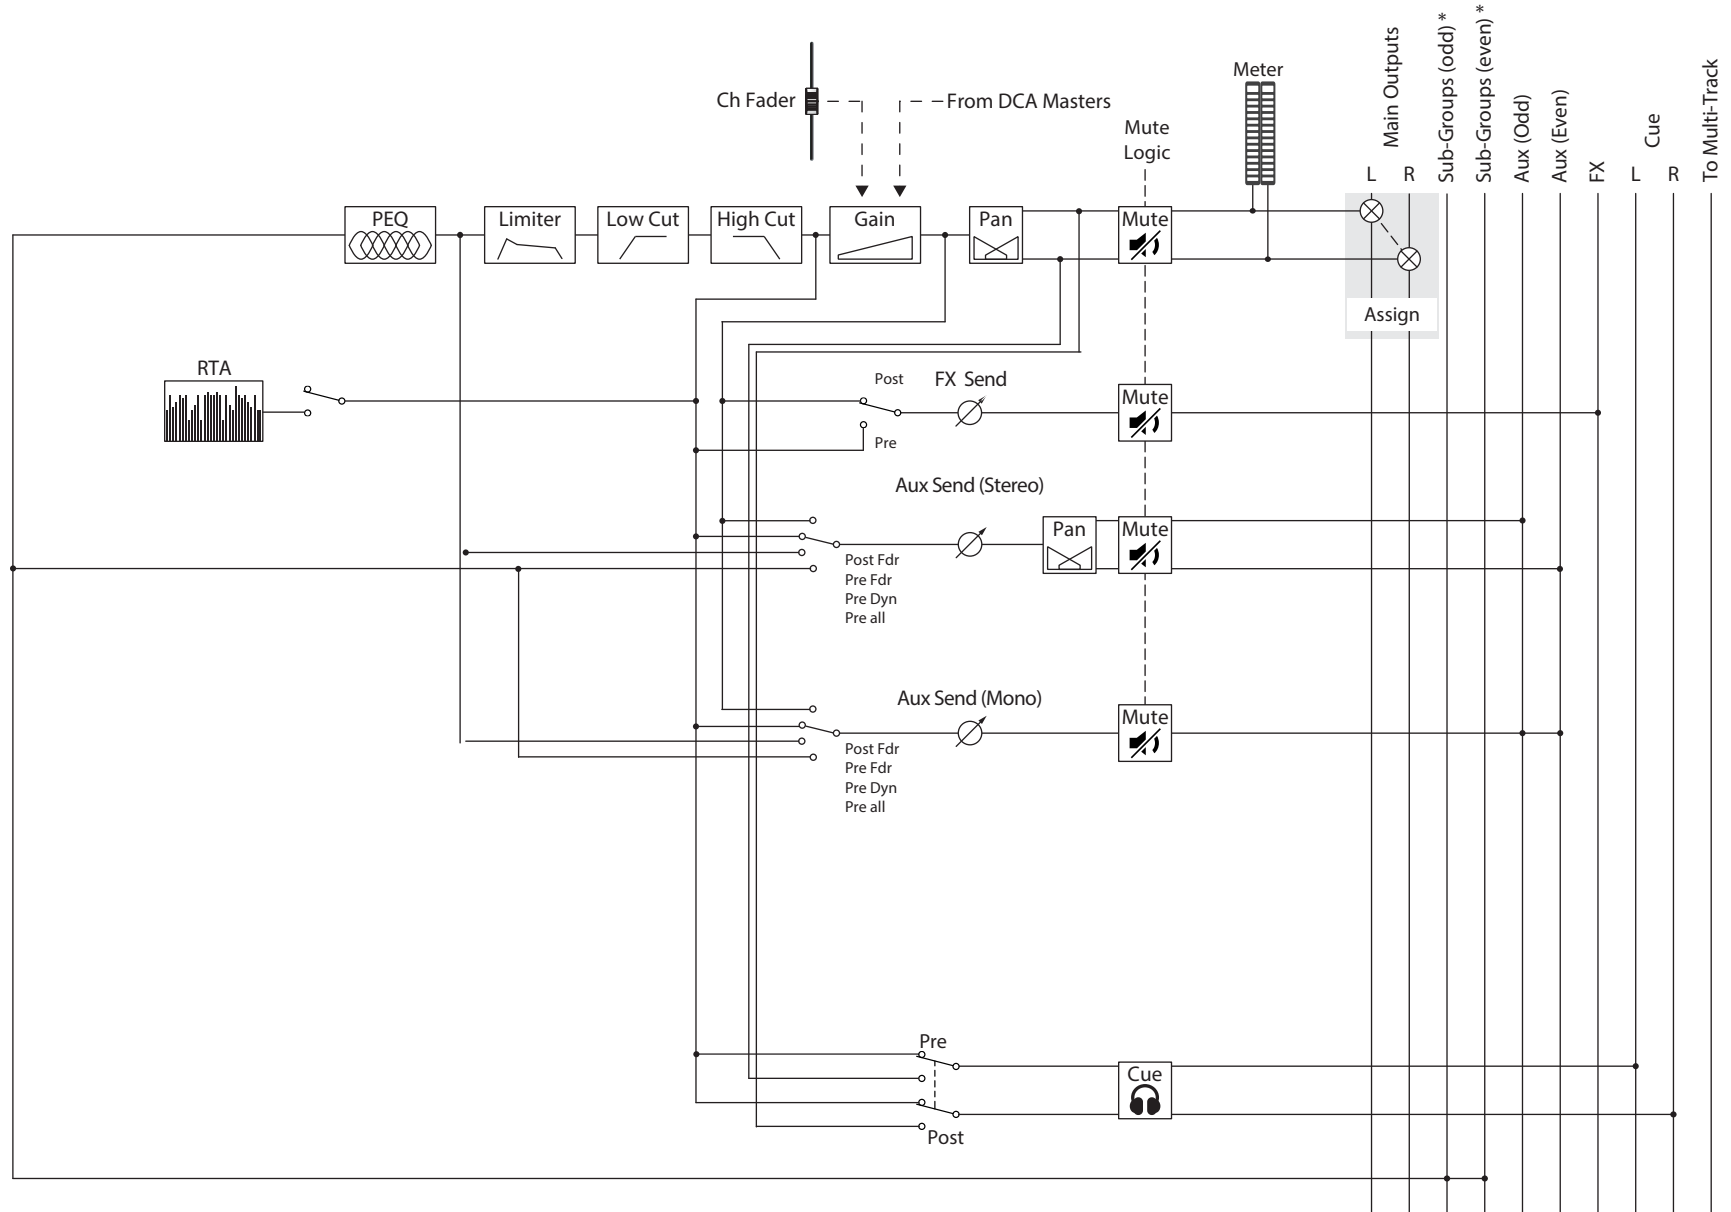 Ch Fader
From DCA Masters
Mute
Logic
Meter
Main Outputs
L
R
Sub-Groups (odd) *
Sub-Groups (even) *
Aux (Odd)
Aux (Even)
FX
Cue
L
R
To Multi-Track
PEQ
Limiter
Low Cut
High Cut
Gain
Pan
Mute
Assign
RTA
Post
FX Send
Mute
Pre
Aux Send (Stereo)
Pan
Mute
Post Fdr
Pre Fdr
Pre Dyn
Pre all
Aux Send (Mono)
Mute
Post Fdr
Pre Fdr
Pre Dyn
Pre all
Pre
Cue
Post